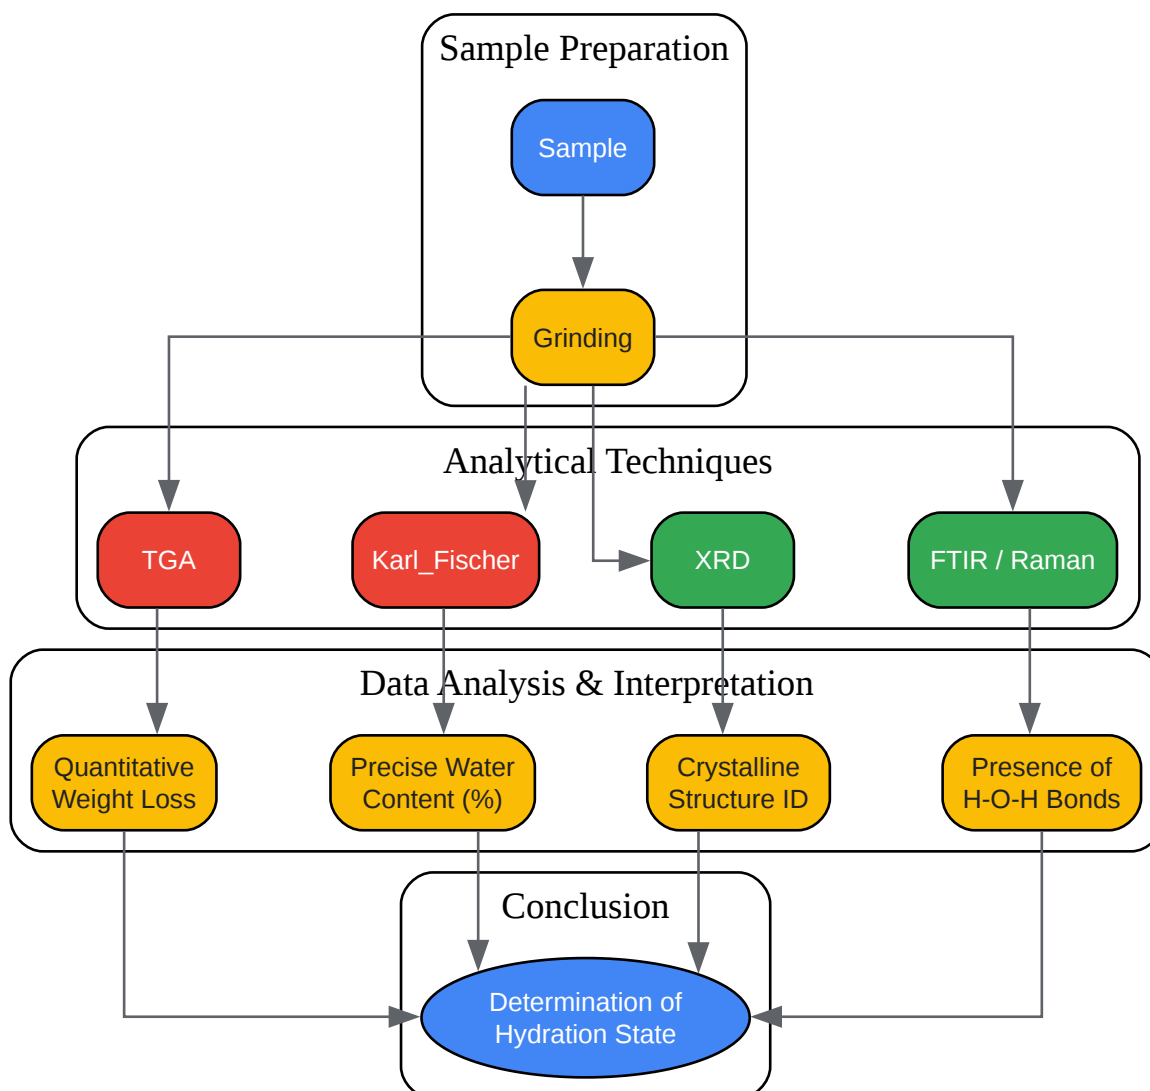 Sample Preparation
Sample
Grinding
Analytical Techniques
TGA
Karl_Fischer
XRD
FTIR / Raman
Data Analysis & Interpretation
Quantitative
Weight Loss
Precise Water
Content (%)
Crystalline
Structure ID
Presence of
H-O-H Bonds
Conclusion
Determination of
Hydration State